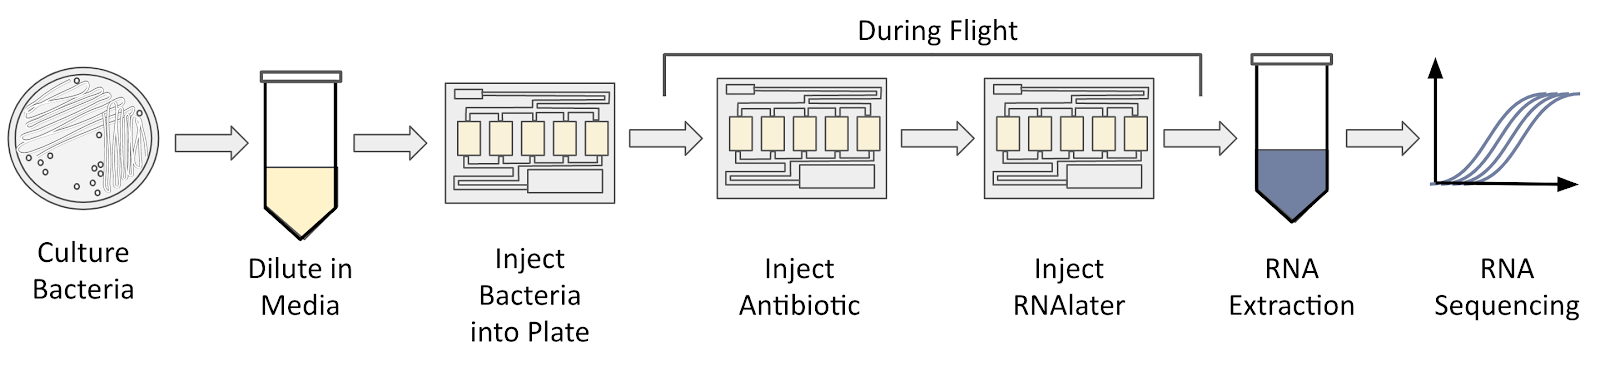 During Flight
Culture
Bacteria
Dilute in
Media
Inject
Bacteria
into Plate
Inject
Antibiotic
Inject
RNAlater
RNA
Extraction
RNA
Sequencing